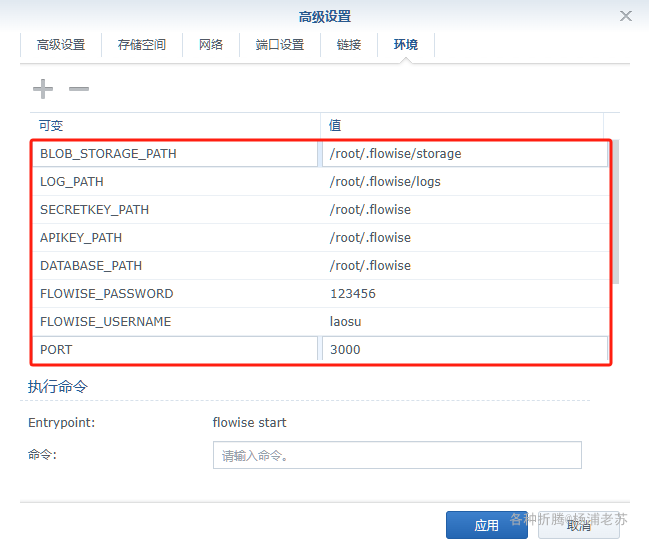 高级设置
高级设置 存储空间 网络 端口设置 链接 环境
可变 值
BLOB_STORAGE_PATH /root/.flowise/storage
LOG_PATH /root/.flowise/logs
SECRETKEY_PATH /root/.flowise
APIKEY_PATH /root/.flowise
DATABASE_PATH /root/.flowise
FLOWISE_PASSWORD 123456
FLOWISE_USERNAME laosu
PORT 3000
执行命令
Entrypoint: flowise start
命令: 请输入命令。
应用 取消
各种折腾@杨浦老苏